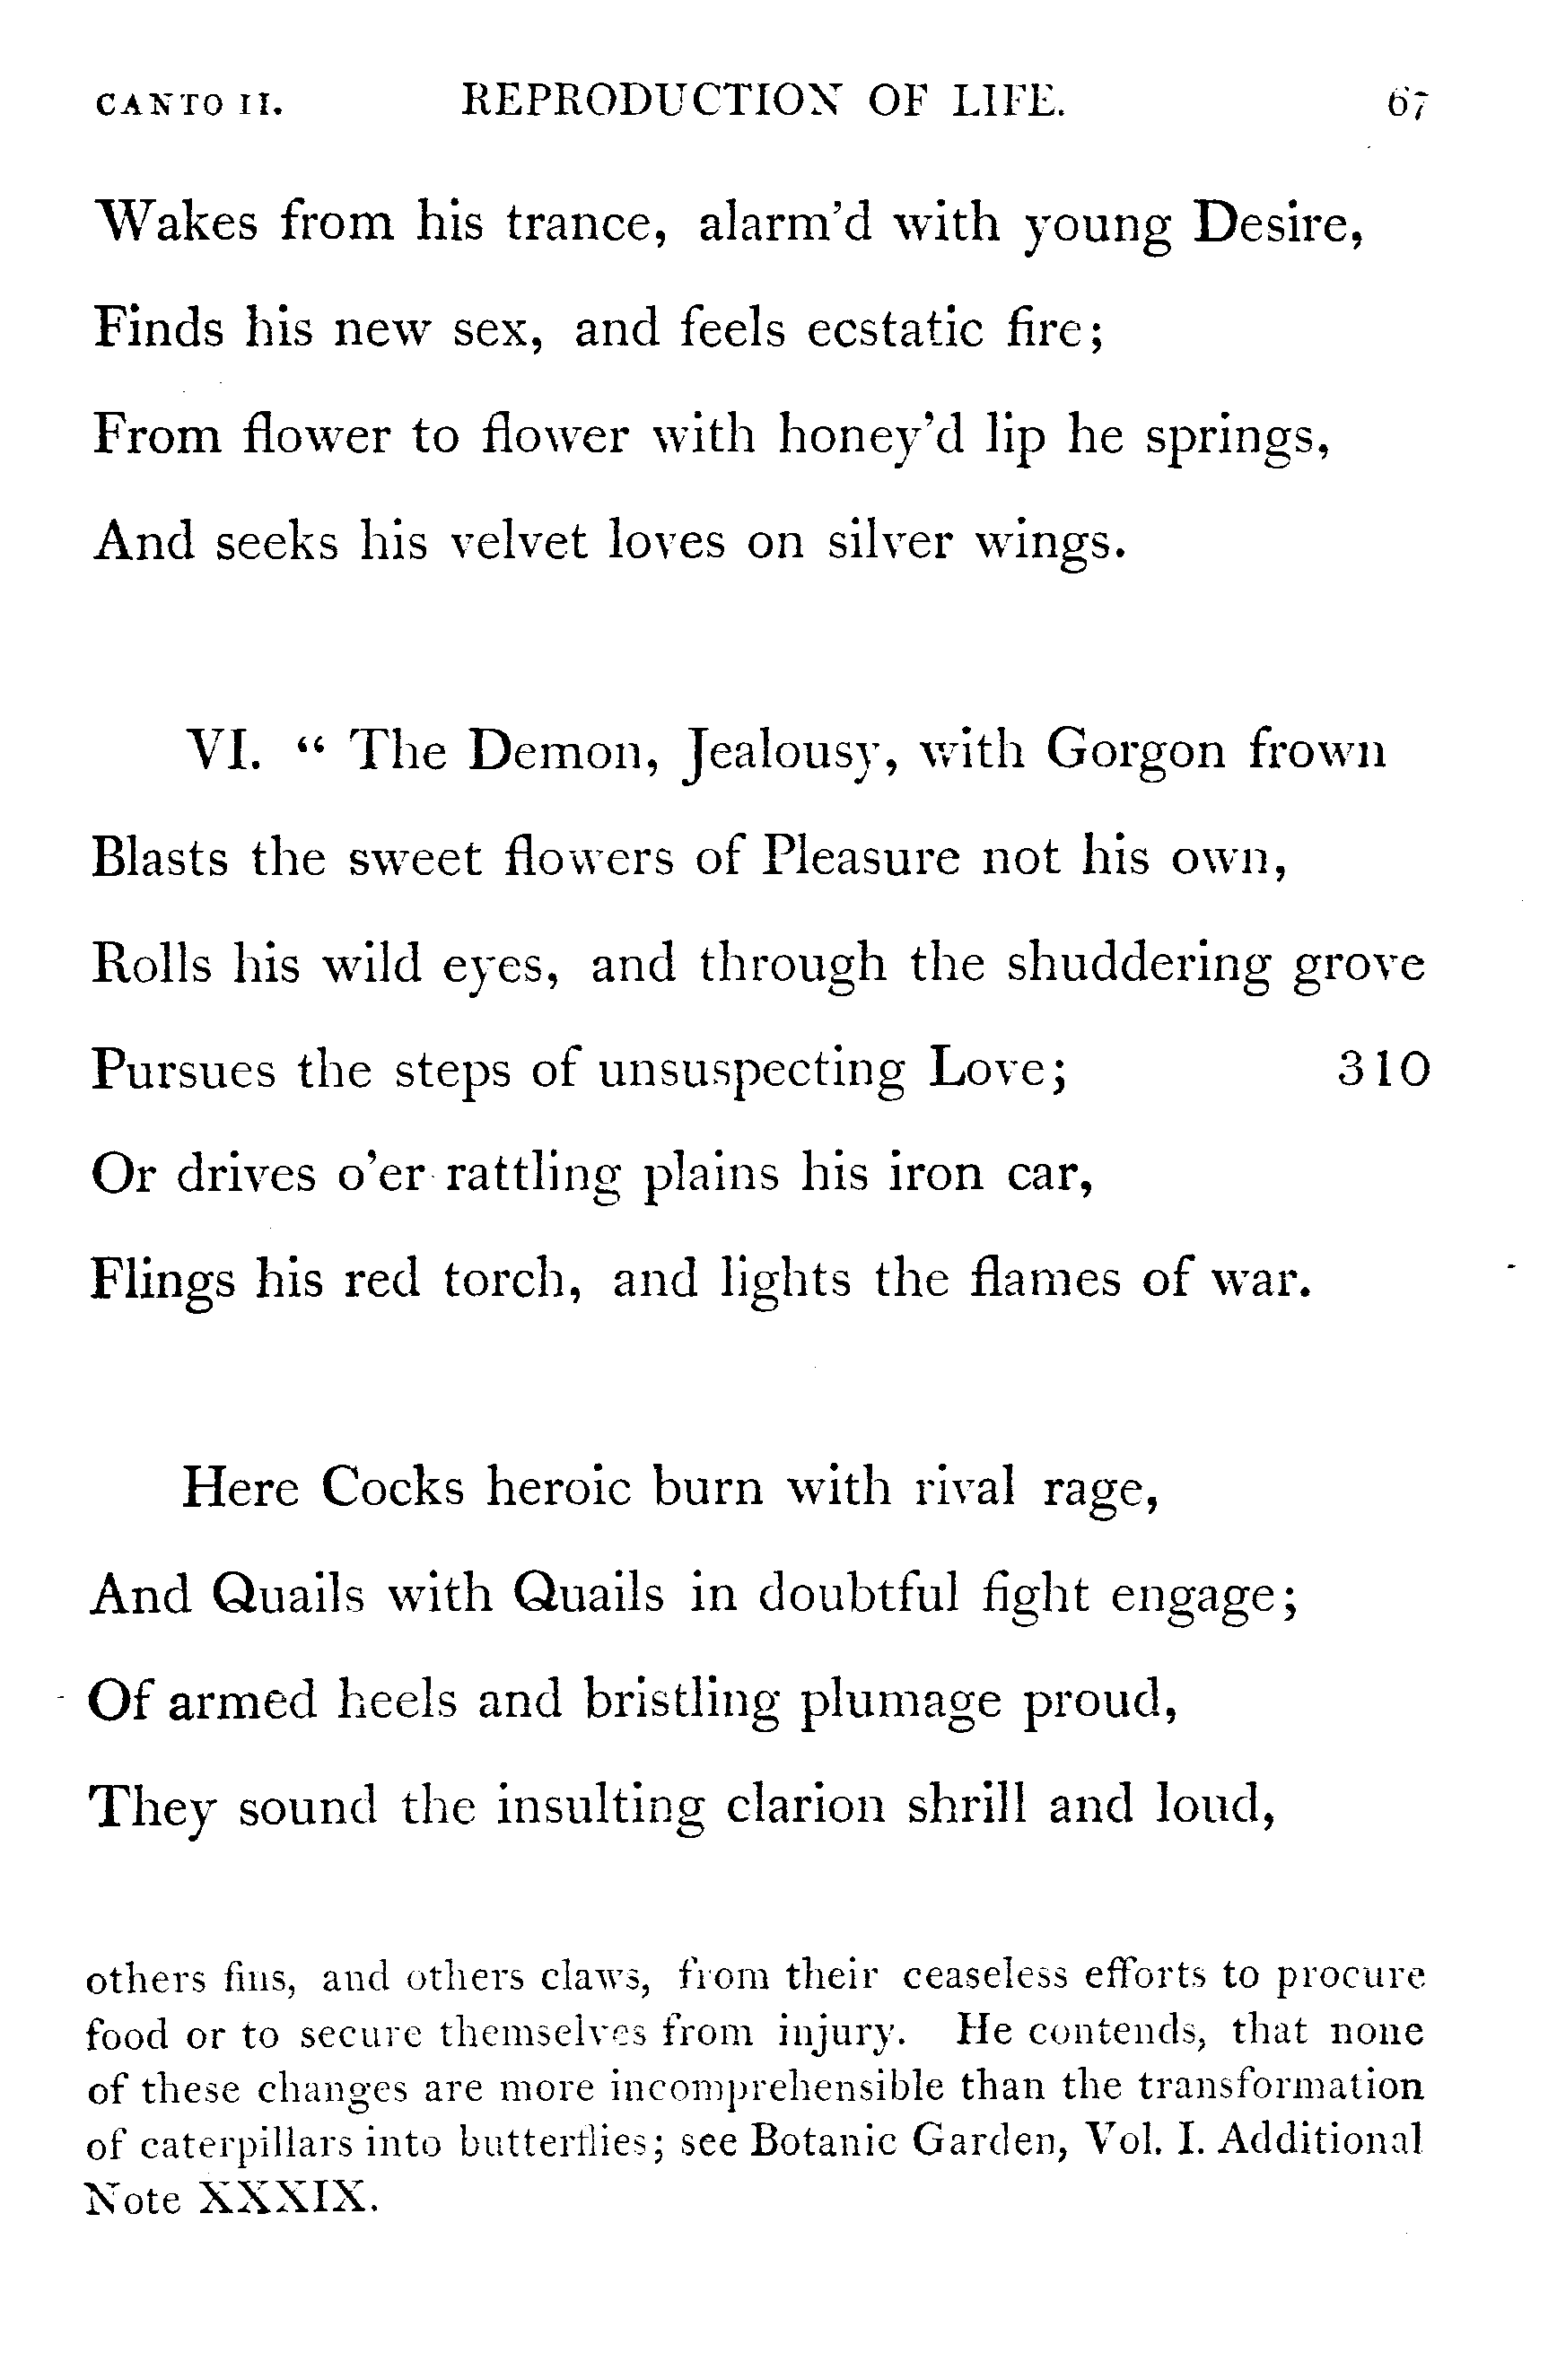 CANTO II. REPRODUCTION OF LIFE. 67
Wakes from his trance, alarm'd with young Desire,
Finds his new sex, and feels ecstatic fire;
From flower to flower with honey'd lip he springs,
And seeks his velvet loves on silver wings.
VI. “ The Demon, Jealousy, with Gorgon frown
Blasts the sweet flowers of Pleasure not his own,
Rolls his wild eyes, and through the shuddering grove
Pursues the steps of unsuspecting Love; 310
Or drives o'er rattling plains his iron car,
Flings his red torch, and lights the flames of war.
Here Cocks heroic burn with rival rage,
And Quails with Quails in doubtful fight engage;
Of armed heels and bristling plumage proud,
They sound the insulting clarion shrill and loud,
others fins, and others claws, from their ceaseless efforts to procure
food or to secure themselves from injury. He contends, that none
of these changes are more incomprehensible than the transformation
of caterpillars into butterflies; see Botanic Garden, Vol. I. Additional
Note XXXIX.